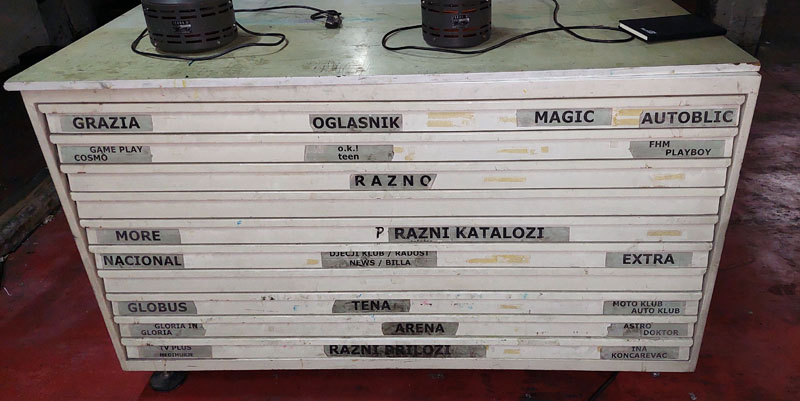 GRAZIA
OGLASNIK
MAGIC
AUTOBLIC
GAME PLAY
COSMO
o.k.!
teen
FHM
PLAYBOY
RAZNO
MORE
P RAZNI KATALOZI
NACIONAL
DJEČJI KLUB / RADOST
NEWS / BILLA
EXTRA
GLOBUS
TENA
MOTO KLUB
AUTO KLUB
GLORIA IN
GLORIA
ARENA
ASTRO
DOKTOR
TV PLUS
RAZNI PRILOZI
INA
KONČAREVAC